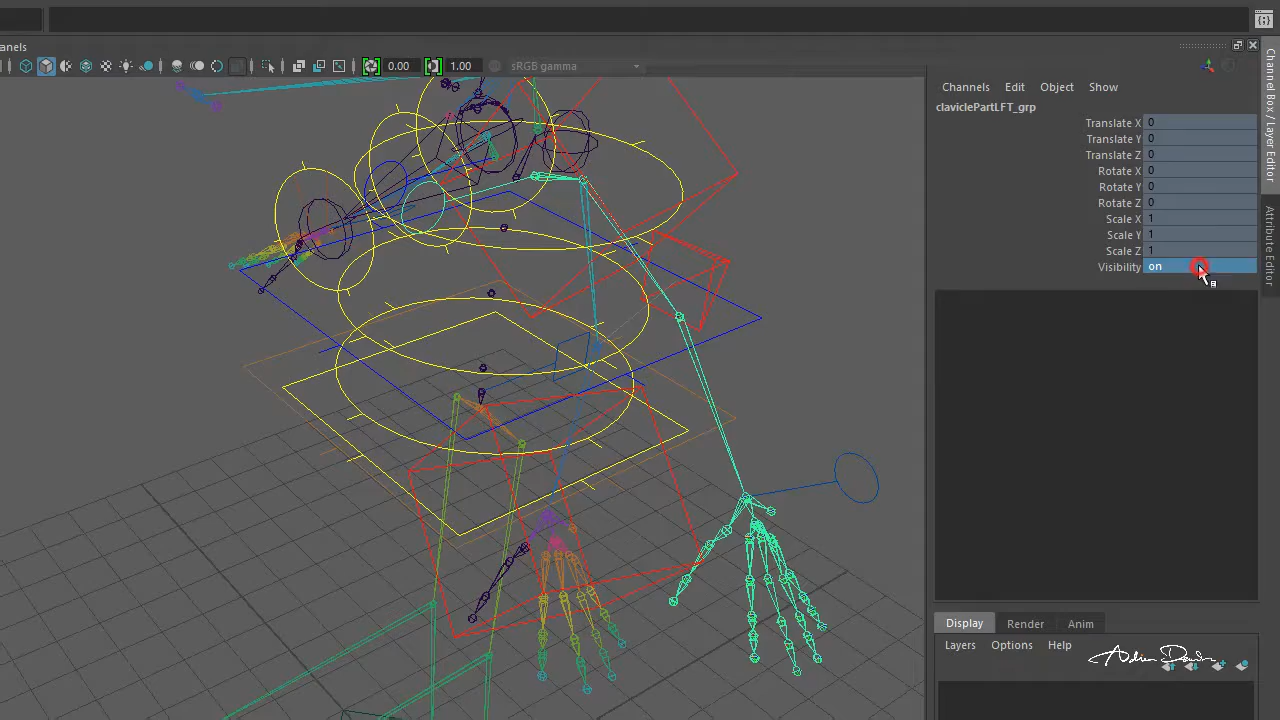 anels
0.00
1.00
sRGB gamma
Channels Edit Object Show
claviclePartLFT_grp
Translate X 0
Translate Y 0
Translate Z 0
Rotate X 0
Rotate Y 0
Rotate Z 0
Scale X 1
Scale Y 1
Scale Z 1
Visibility on
Channel Box / Layer Editor
Attribute Editor
Display Render Anim
Layers Options Help